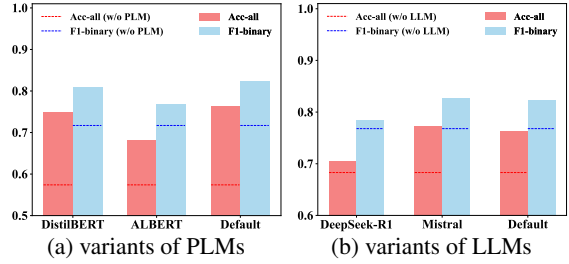 Acc-all (w/o PLM)
F1-binary (w/o PLM)
Acc-all
F1-binary
1.0
0.9
0.8
0.7
0.6
0.5
DistilBERT ALBERT Default
(a) variants of PLMs
Acc-all (w/o LLM)
F1-binary (w/o LLM)
Acc-all
F1-binary
1.0
0.9
0.8
0.7
0.6
DeepSeek-R1 Mistral Default
(b) variants of LLMs